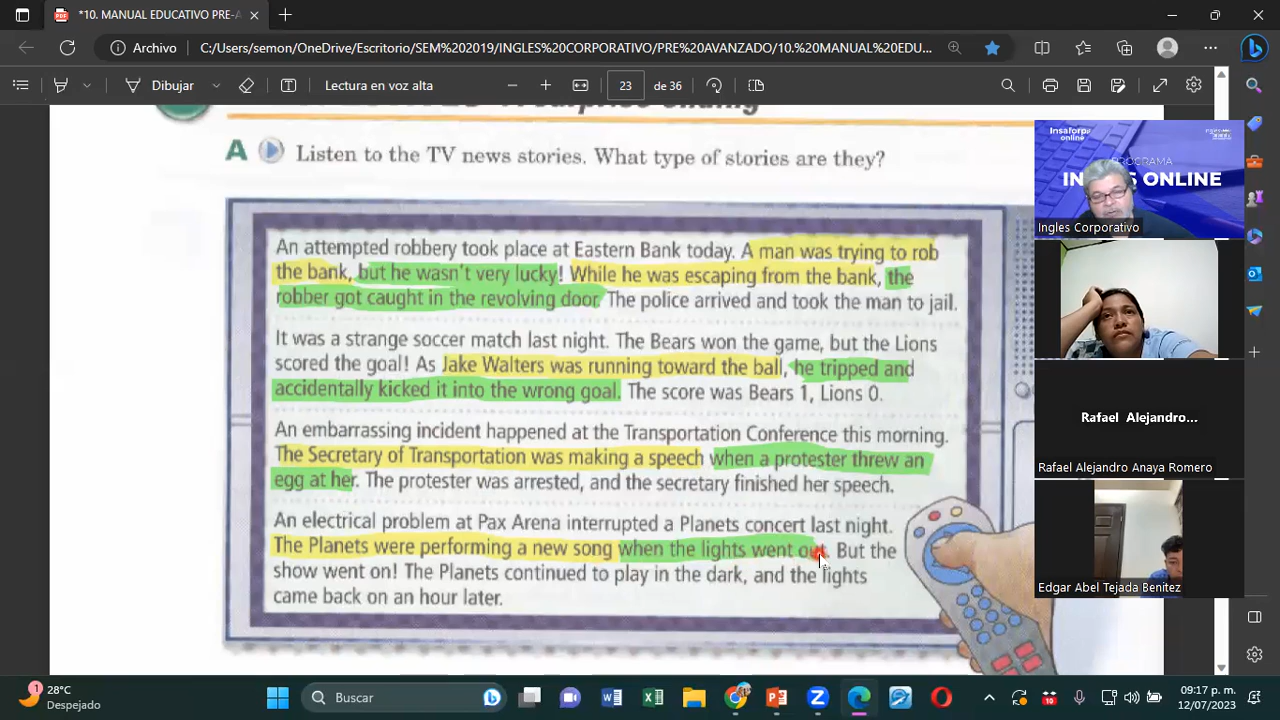 *10. MANUAL EDUCATIVO PRE-A
Archivo
C:/Users/semon/OneDrive/Escritorio/SEM%202019/INGLES%20CORPORATIVO/PRE%20AVANZADO/10.%20MANUAL%20EDU...
Dibujar
Lectura en voz alta
23
de 36
A Listen to the TV news stories. What type of stories are they?
An attempted robbery took place at Eastern Bank today. A man was trying to rob
the bank, but he wasn't very lucky! While he was escaping from the bank, the
robber got caught in the revolving door. The police arrived and took the man to jail.
It was a strange soccer match last night. The Bears won the game, but the Lions
scored the goal! As Jake Walters was running toward the ball, he tripped and
accidentally kicked it into the wrong goal. The score was Bears 1, Lions 0.
An embarrassing incident happened at the Transportation Conference this morning.
The Secretary of Transportation was making a speech when a protester threw an
egg at her. The protester was arrested, and the secretary finished her speech.
An electrical problem at Pax Arena interrupted a Planets concert last night.
The Planets were performing a new song when the lights went out. But the
show went on! The Planets continued to play in the dark, and the lights
came back on an hour later.
Insaforp
online
PROGRAMA
ONLINE
Ingles Corporativo
Rafael Alejandro...
Rafael Alejandro Anaya Romero
Edgar Abel Tejada Benitez
1
28°C
Despejado
Buscar
10
09:17 p. m.
12/07/2023